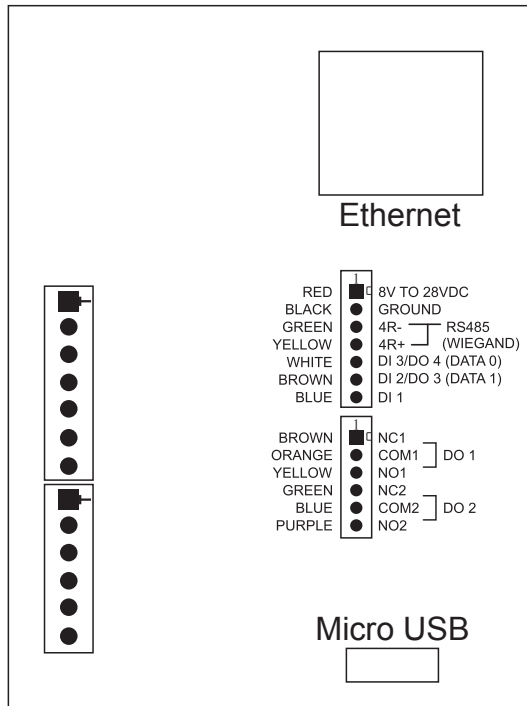 Ethernet
1
RED 8V TO 28VDC
BLACK GROUND
GREEN 4R- RS485
YELLOW 4R+ (WIEGAND)
WHITE DI 3/DO 4 (DATA 0)
BROWN DI 2/DO 3 (DATA 1)
BLUE DI 1
1
BROWN NC1
ORANGE COM1 DO 1
YELLOW NO1
GREEN NC2
BLUE COM2 DO 2
PURPLE NO2
Micro USB